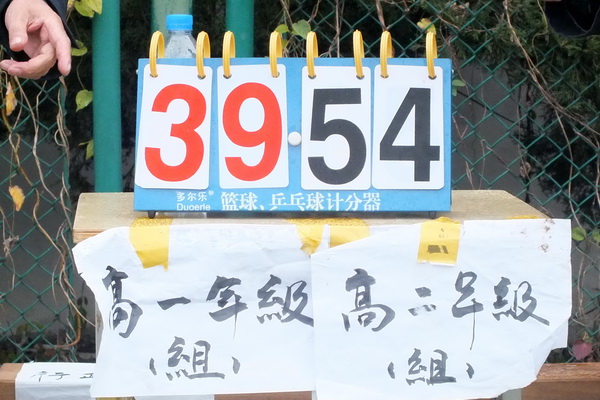 39 54
多尔乐®
Duoerle
篮球、乒乓球计分器
高一年級
（組）
高二年級
（組）